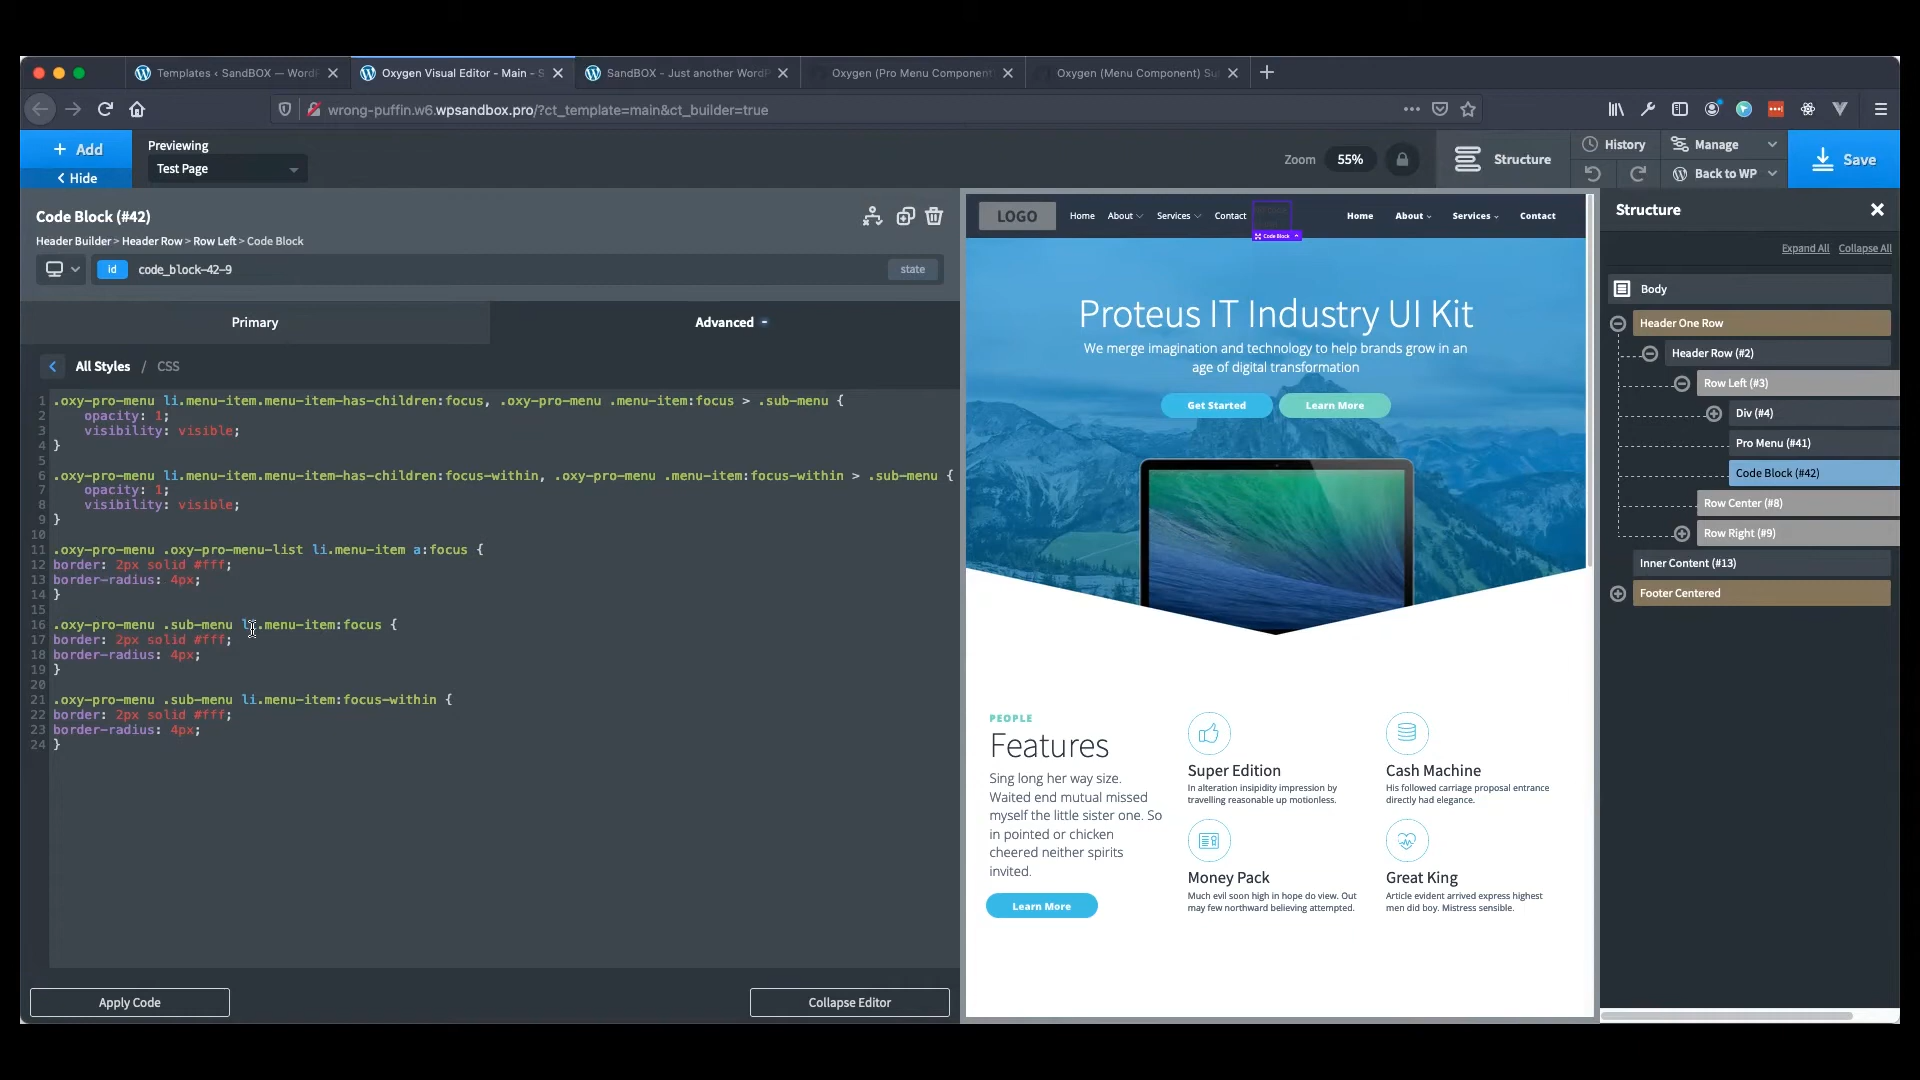 Templates ‹ SandBOX — WordP
Oxygen Visual Editor - Main - S
SandBOX - Just another WordP
Oxygen (Pro Menu Component
Oxygen (Menu Component) Su
wrong-puffin.w6.wpsandbox.pro/?ct_template=main&ct_builder=true
+ Add
Hide
Previewing
Test Page
Zoom
55%
Structure
History
Manage
Back to WP
Save
Code Block (#42)
Header Builder > Header Row > Row Left > Code Block
id
code_block-42-9
state
Primary
Advanced -
All Styles / CSS
1 .oxy-pro-menu li.menu-item.menu-item-has-children:focus, .oxy-pro-menu .menu-item:focus > .sub-menu {
2 opacity: 1;
3 visibility: visible;
4 }
5
6 .oxy-pro-menu li.menu-item.menu-item-has-children:focus-within, .oxy-pro-menu .menu-item:focus-within > .sub-menu {
7 opacity: 1;
8 visibility: visible;
9 }
10
11 .oxy-pro-menu .oxy-pro-menu-list li.menu-item a:focus {
12 border: 2px solid #fff;
13 border-radius: 4px;
14 }
15
16 .oxy-pro-menu .sub-menu li.menu-item:focus {
17 border: 2px solid #fff;
18 border-radius: 4px;
19 }
20
21 .oxy-pro-menu .sub-menu li.menu-item:focus-within {
22 border: 2px solid #fff;
23 border-radius: 4px;
24 }
Apply Code
Collapse Editor
LOGO
Home
About
Services
Contact
Code Block
Home
About
Services
Contact
Proteus IT Industry UI Kit
We merge imagination and technology to help brands grow in an
age of digital transformation
Get Started
Learn More
PEOPLE
Features
Sing long her way size.
Waited end mutual missed
myself the little sister one. So
in pointed or chicken
cheered neither spirits
invited.
Learn More
Super Edition
In alteration insipidity impression by
travelling reasonable up motionless.
Cash Machine
His followed carriage proposal entrance
directly had elegance.
Money Pack
Much evil soon high in hope do view. Out
may few northward believing attempted.
Great King
Article evident arrived express highest
men did boy. Mistress sensible.
Structure
Expand All
Collapse All
Body
Header One Row
Header Row (#2)
Row Left (#3)
Div (#4)
Pro Menu (#41)
Code Block (#42)
Row Center (#8)
Row Right (#9)
Inner Content (#13)
Footer Centered